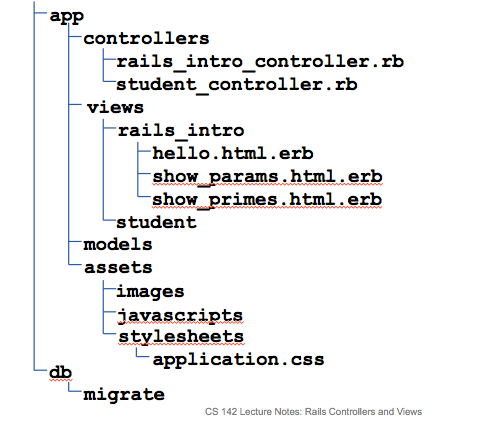 app
controllers
rails_intro_controller.rb
student_controller.rb
views
rails_intro
hello.html.erb
show_params.html.erb
show_primes.html.erb
student
models
assets
images
javascripts
stylesheets
application.css
db
migrate
CS 142 Lecture Notes: Rails Controllers and Views